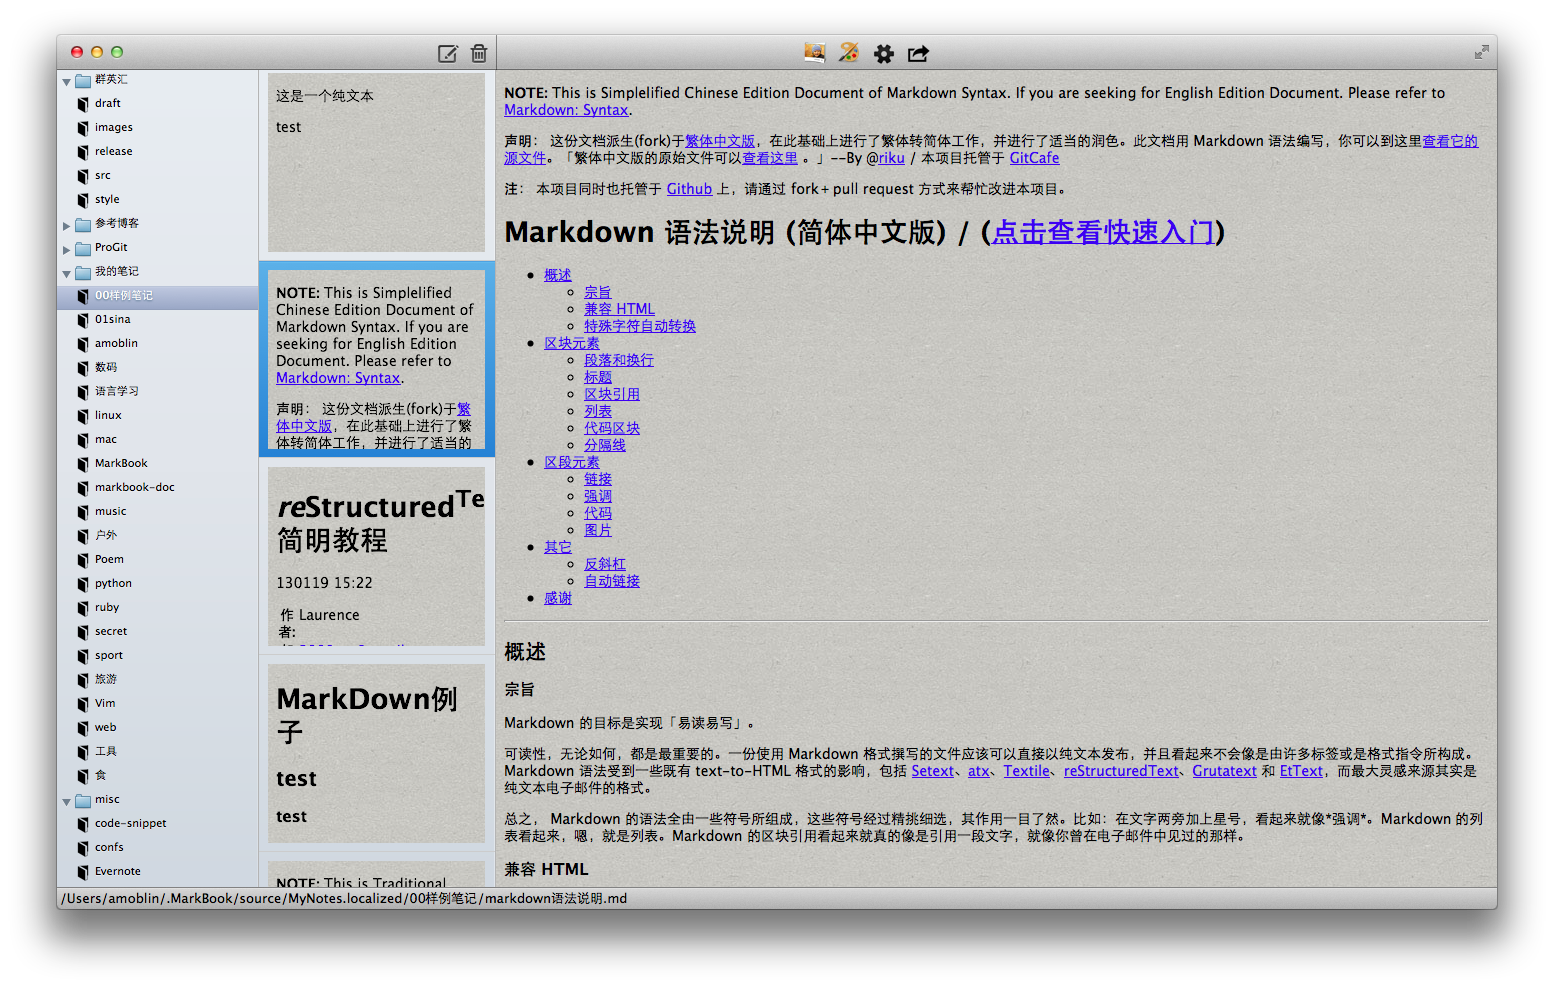 群英汇
draft
images
release
src
style
参考博客
ProGit
我的笔记
00样例笔记
01sina
amoblin
数码
语言学习
linux
mac
MarkBook
markbook-doc
music
户外
Poem
python
ruby
secret
sport
旅游
Vim
web
工具
食
misc
code-snippet
confs
Evernote
这是一个纯文本
test
NOTE: This is Simplelified
Chinese Edition Document of
Markdown Syntax. If you are
seeking for English Edition
Document. Please refer to
Markdown: Syntax.
声明： 这份文档派生(fork)于繁
体中文版，在此基础上进行了繁
体转简体工作，并进行了适当的
reStructuredTe
简明教程
130119 15:22
作 Laurence
者:
MarkDown例
子
test
test
NOTE: This is Traditional
NOTE: This is Simplelified Chinese Edition Document of Markdown Syntax. If you are seeking for English Edition Document. Please refer to
Markdown: Syntax.
声明： 这份文档派生(fork)于繁体中文版，在此基础上进行了繁体转简体工作，并进行了适当的润色。此文档用 Markdown 语法编写，你可以到这里查看它的
源文件。「繁体中文版的原始文件可以查看这里 。」--By @riku / 本项目托管于 GitCafe
注： 本项目同时也托管于 Github 上，请通过 fork+pull request 方式来帮忙改进本项目。
Markdown 语法说明 (简体中文版) / (点击查看快速入门)
概述
宗旨
兼容 HTML
特殊字符自动转换
区块元素
段落和换行
标题
区块引用
列表
代码区块
分隔线
区段元素
链接
强调
代码
图片
其它
反斜杠
自动链接
感谢
概述
宗旨
Markdown 的目标是实现「易读易写」。
可读性，无论如何，都是最重要的。一份使用 Markdown 格式撰写的文件应该可以直接以纯文本发布，并且看起来不会像是由许多标签或是格式指令所构成。
Markdown 语法受到一些既有 text-to-HTML 格式的影响，包括 Setext、atx、Textile、reStructuredText、Grutatext 和 EtText，而最大灵感来源其实是
纯文本电子邮件的格式。
总之， Markdown 的语法全由一些符号所组成，这些符号经过精挑细选，其作用一目了然。比如：在文字两旁加上星号，看起来就像*强调*。Markdown 的列
表看起来，嗯，就是列表。Markdown 的区块引用看起来就真的像是引用一段文字，就像你曾在电子邮件中见过的那样。
兼容 HTML
/Users/amoblin/.MarkBook/source/MyNotes.localized/00样例笔记/markdown语法说明.md